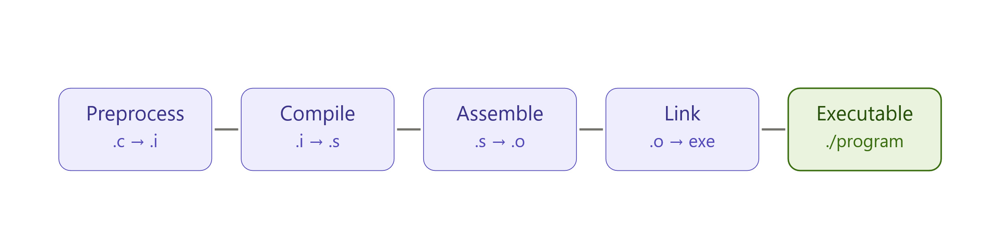 Preprocess
.c → .i
Compile
.i → .s
Assemble
.s → .o
Link
.o → exe
Executable
./program